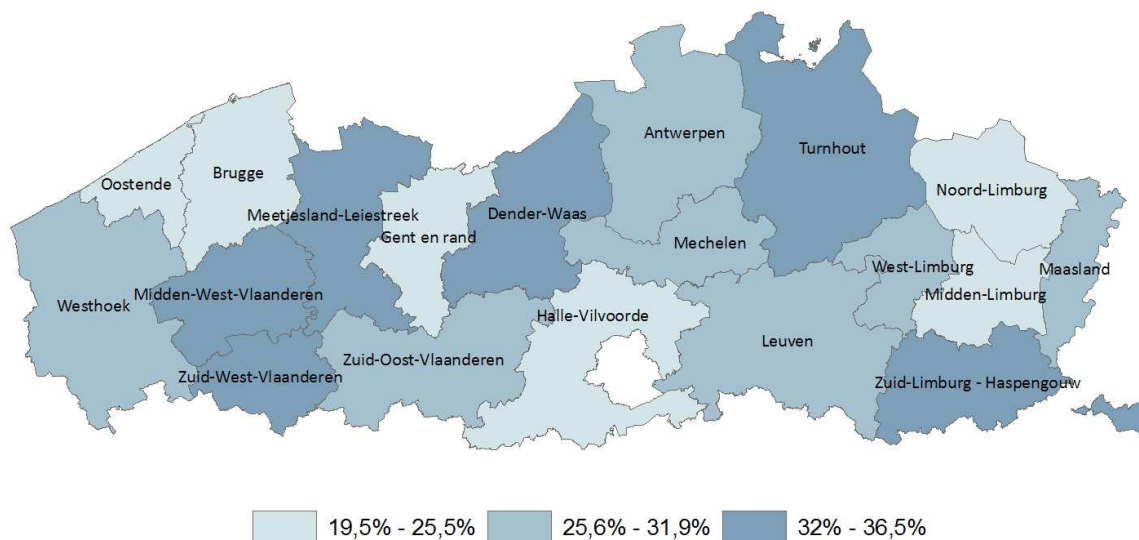 Antwerpen
Turnhout
Brugge
Oostende
Noord-Limburg
Meetjesland-Leiestreek
Dender-Waas
Gent en rand
Mechelen
West-Limburg
Maasland
Midden-West-Vlaanderen
Midden-Limburg
Westhoek
Halle-Vilvoorde
Leuven
Zuid-Oost-Vlaanderen
Zuid-West-Vlaanderen
Zuid-Limburg - Haspengouw
19,5% - 25,5% 25,6% - 31,9% 32% - 36,5%